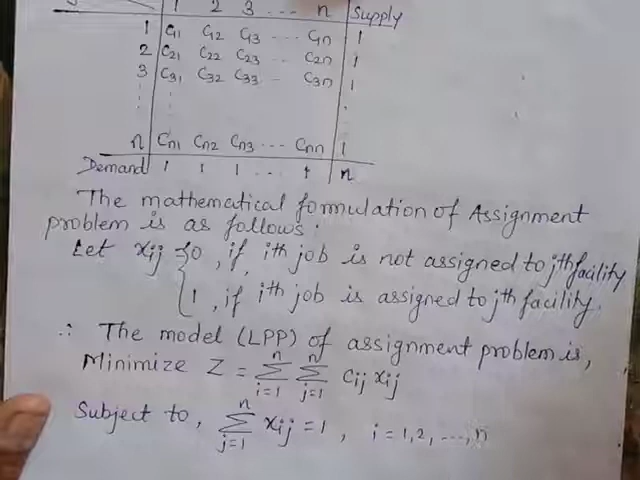 1 2 3 .... n Supply
1 C11 C12 C13 .... C1n 1
2 C21 C22 C23 .... C2n 1
3 C31 C32 C33 .... C3n 1
n Cn1 Cn2 Cn3 .... Cnn 1
Demand 1 1 1 .... 1 n
The mathematical formulation of Assignment
problem is as follows:
Let xij = {0, if ith job is not assigned to jth facility
{1, if ith job is assigned to jth facility.
∴ The model (LPP) of assignment problem is,
Minimize Z = ∑_{i=1}^{n} ∑_{j=1}^{n} cij xij
Subject to, ∑_{j=1}^{n} xij = 1, i = 1,2, ..., n